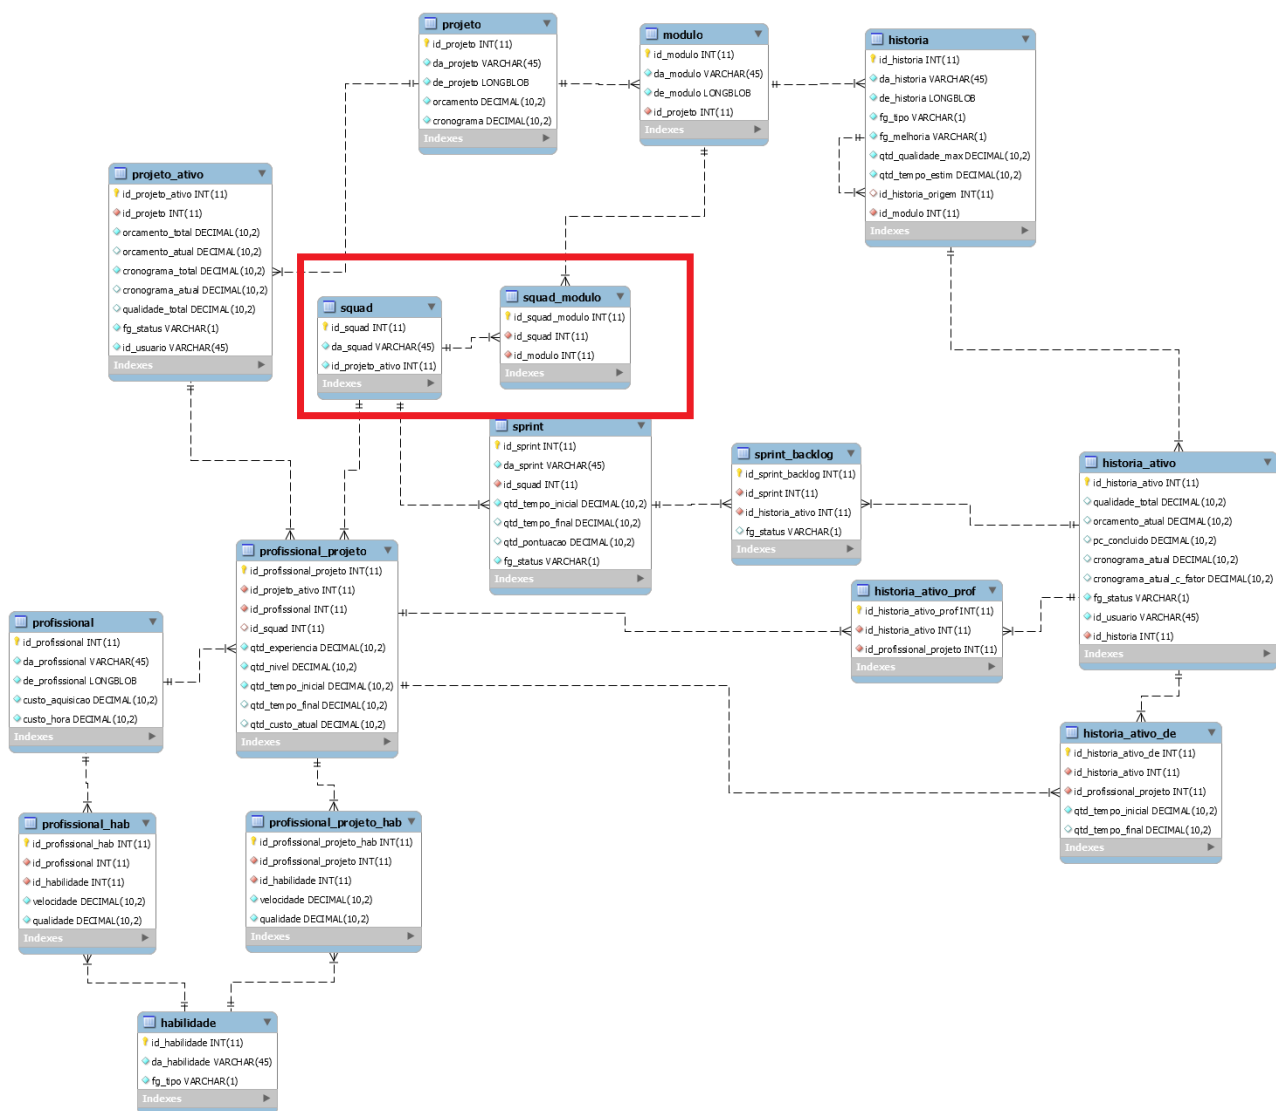 projeto
id_projeto INT(11)
da_projeto VARCHAR(45)
de_projeto LONGBLOB
orcamento DECIMAL(10,2)
cronograma DECIMAL(10,2)
Indexes
modulo
id_modulo INT(11)
da_modulo VARCHAR(45)
de_modulo LONGBLOB
id_projeto INT(11)
Indexes
historia
id_historia INT(11)
da_historia VARCHAR(45)
de_historia LONGBLOB
fg_tipo VARCHAR(1)
fg_melhoria VARCHAR(1)
qtd_qualidade_max DECIMAL(10,2)
qtd_tempo_estim DECIMAL(10,2)
id_historia_origem INT(11)
id_modulo INT(11)
Indexes
projeto_ativo
id_projeto_ativo INT(11)
id_projeto INT(11)
orcamento_total DECIMAL(10,2)
orcamento_atual DECIMAL(10,2)
cronograma_total DECIMAL(10,2)
cronograma_atual DECIMAL(10,2)
qualidade_total DECIMAL(10,2)
fg_status VARCHAR(1)
id_usuario VARCHAR(45)
Indexes
squad
id_squad INT(11)
da_squad VARCHAR(45)
id_projeto_ativo INT(11)
Indexes
squad_modulo
id_squad_modulo INT(11)
id_squad INT(11)
id_modulo INT(11)
Indexes
sprint
id_sprint INT(11)
da_sprint VARCHAR(45)
id_squad INT(11)
qtd_tempo_inicial DECIMAL(10,2)
qtd_tempo_final DECIMAL(10,2)
qtd_pontuacao DECIMAL(10,2)
fg_status VARCHAR(1)
Indexes
sprint_backlog
id_sprint_backlog INT(11)
id_sprint INT(11)
id_historia_ativo INT(11)
fg_status VARCHAR(1)
Indexes
historia_ativo
id_historia_ativo INT(11)
qualidade_total DECIMAL(10,2)
orcamento_atual DECIMAL(10,2)
pc_concluido DECIMAL(10,2)
cronograma_atual DECIMAL(10,2)
cronograma_atual_c_fator DECIMAL(10,2)
fg_status VARCHAR(1)
id_usuario VARCHAR(45)
id_historia INT(11)
Indexes
profissional_projeto
id_profissional_projeto INT(11)
id_projeto_ativo INT(11)
id_profissional INT(11)
id_squad INT(11)
qtd_experiencia DECIMAL(10,2)
qtd_nivel DECIMAL(10,2)
qtd_tempo_inicial DECIMAL(10,2)
qtd_tempo_final DECIMAL(10,2)
qtd_custo_atual DECIMAL(10,2)
Indexes
historia_ativo_prof
id_historia_ativo_prof INT(11)
id_historia_ativo INT(11)
id_profissional_projeto INT(11)
Indexes
profissional
id_profissional INT(11)
da_profissional VARCHAR(45)
de_profissional LONGBLOB
custo_aquisicao DECIMAL(10,2)
custo_hora DECIMAL(10,2)
Indexes
historia_ativo_de
id_historia_ativo_de INT(11)
id_historia_ativo INT(11)
id_profissional_projeto INT(11)
qtd_tempo_inicial DECIMAL(10,2)
qtd_tempo_final DECIMAL(10,2)
Indexes
profissional_hab
id_profissional_hab INT(11)
id_profissional INT(11)
id_habilidade INT(11)
velocidade DECIMAL(10,2)
qualidade DECIMAL(10,2)
Indexes
profissional_projeto_hab
id_profissional_projeto_hab INT(11)
id_profissional_projeto INT(11)
id_habilidade INT(11)
velocidade DECIMAL(10,2)
qualidade DECIMAL(10,2)
Indexes
habilidade
id_habilidade INT(11)
da_habilidade VARCHAR(45)
fg_tipo VARCHAR(1)
Indexes